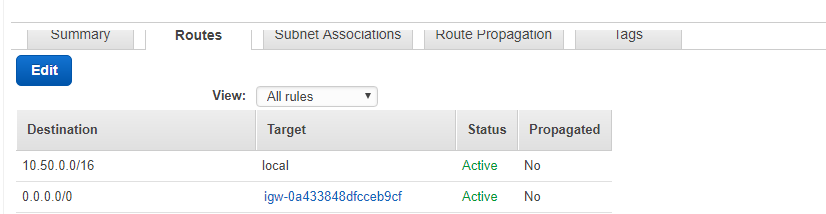 Summary Routes Subnet Associations Route Propagation Tags
Edit
View: All rules
Destination Target Status Propagated
10.50.0.0/16 local Active No
0.0.0.0/0 igw-0a433848dfcceb9cf Active No